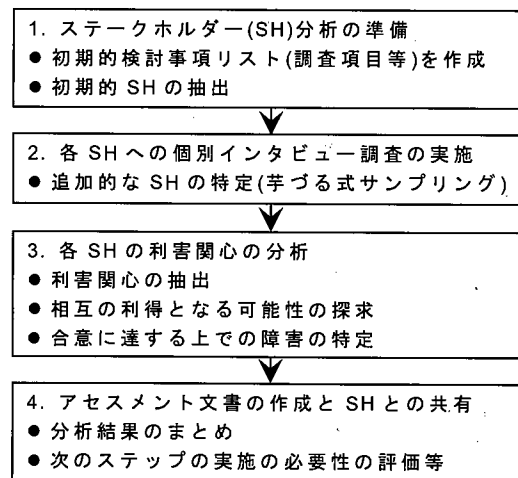 1. ステークホルダー(SH)分析の準備
● 初期的検討事項リスト(調査項目等)を作成
● 初期的 SH の抽出
2. 各 SH への個別インタビュー調査の実施
● 追加的な SH の特定(芋づる式サンプリング)
3. 各 SH の利害関心の分析
● 利害関心の抽出
● 相互の利得となる可能性の探求
● 合意に達する上での障害の特定
4. アセスメント文書の作成と SH との共有
● 分析結果のまとめ
● 次のステップの実施の必要性の評価等